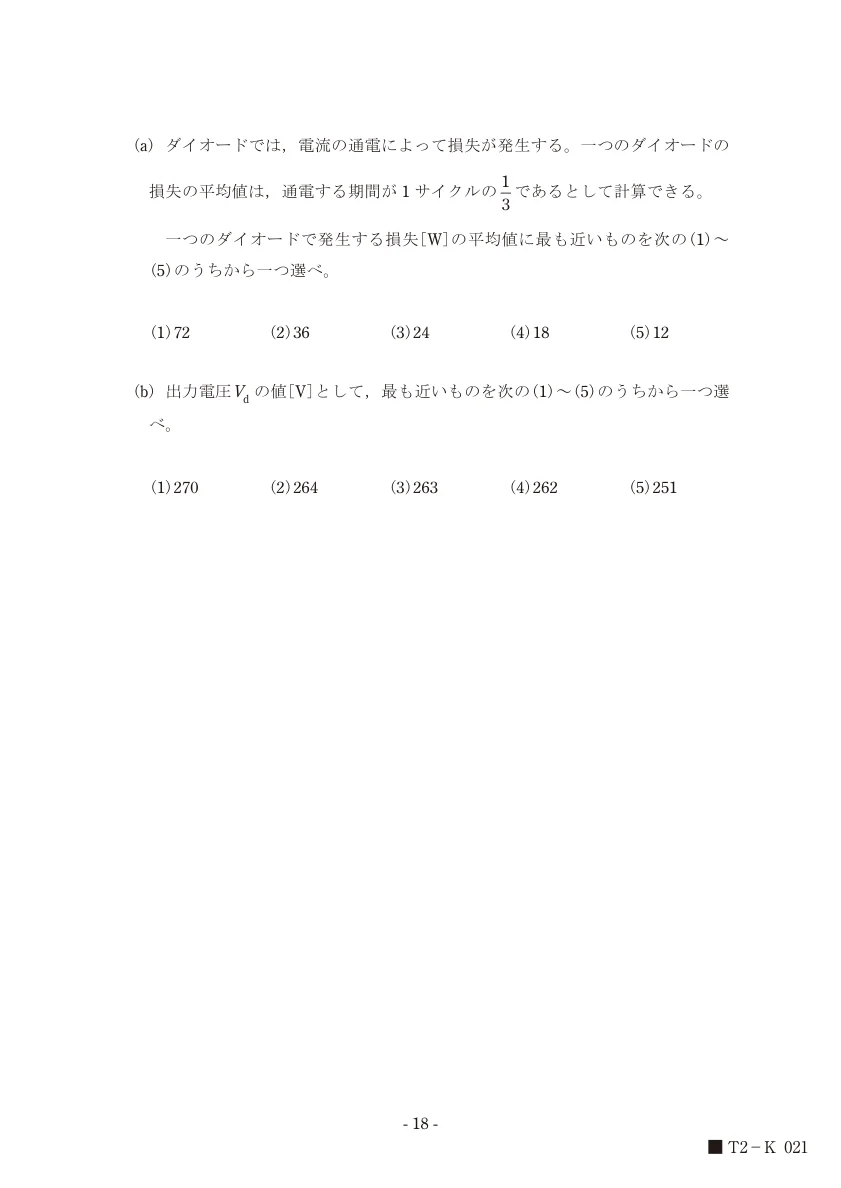 (a) ダイオードでは，電流の通電によって損失が発生する。一つのダイオードの
損失の平均値は，通電する期間が 1 サイクルの 1/3 であるとして計算できる。
一つのダイオードで発生する損失[W]の平均値に最も近いものを次の(1)～
(5)のうちから一つ選べ。
(1)72 (2)36 (3)24 (4)18 (5)12
(b) 出力電圧 Vd の値[V]として，最も近いものを次の(1)～(5)のうちから一つ選
べ。
(1)270 (2)264 (3)263 (4)262 (5)251
- 18 -
■ T2−K 021